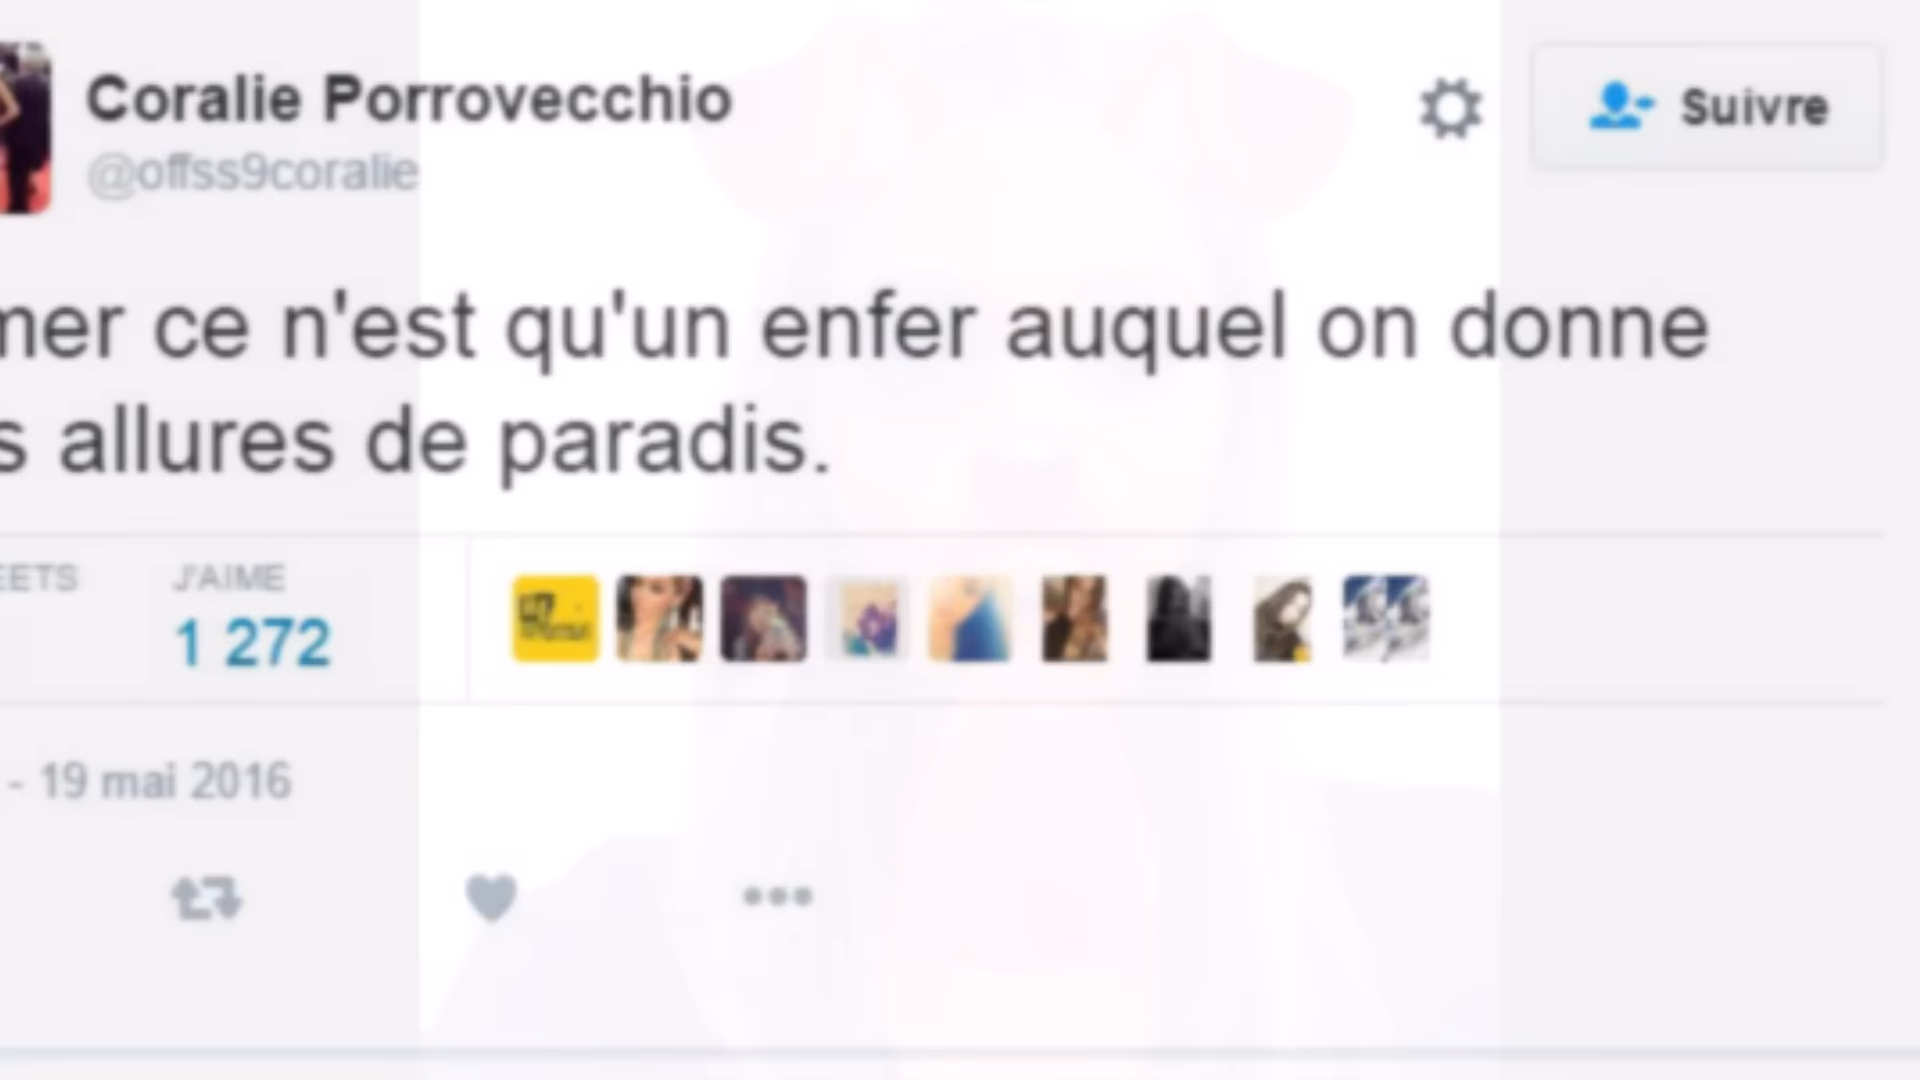 Coralie Porrovecchio
Suivre
@offss9coralie
mer ce n'est qu'un enfer auquel on donne
s allures de paradis.
EETS J'AIME
1 272
- 19 mai 2016